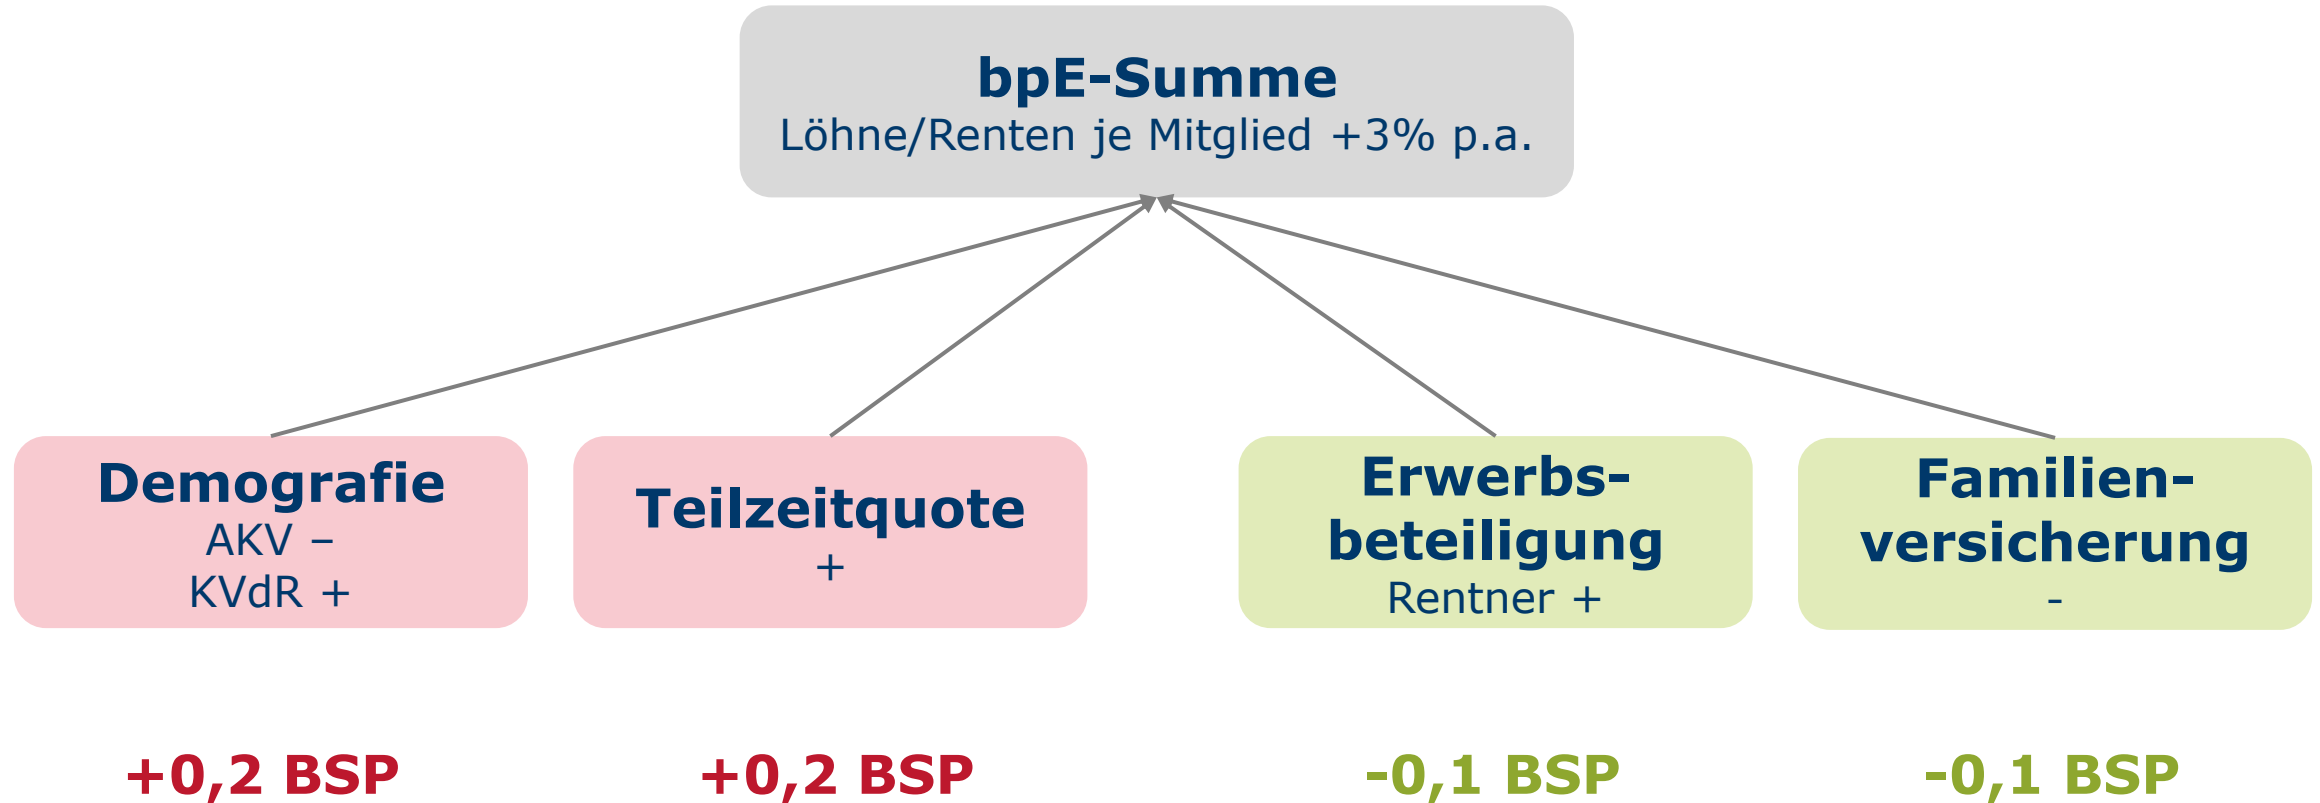 bpE-Summe
Löhne/Renten je Mitglied +3% p.a.
Demografie
AKV –
KVdR +
Teilzeitquote
+
Erwerbs-
beteiligung
Rentner +
Familien-
versicherung
-
+0,2 BSP
+0,2 BSP
-0,1 BSP
-0,1 BSP